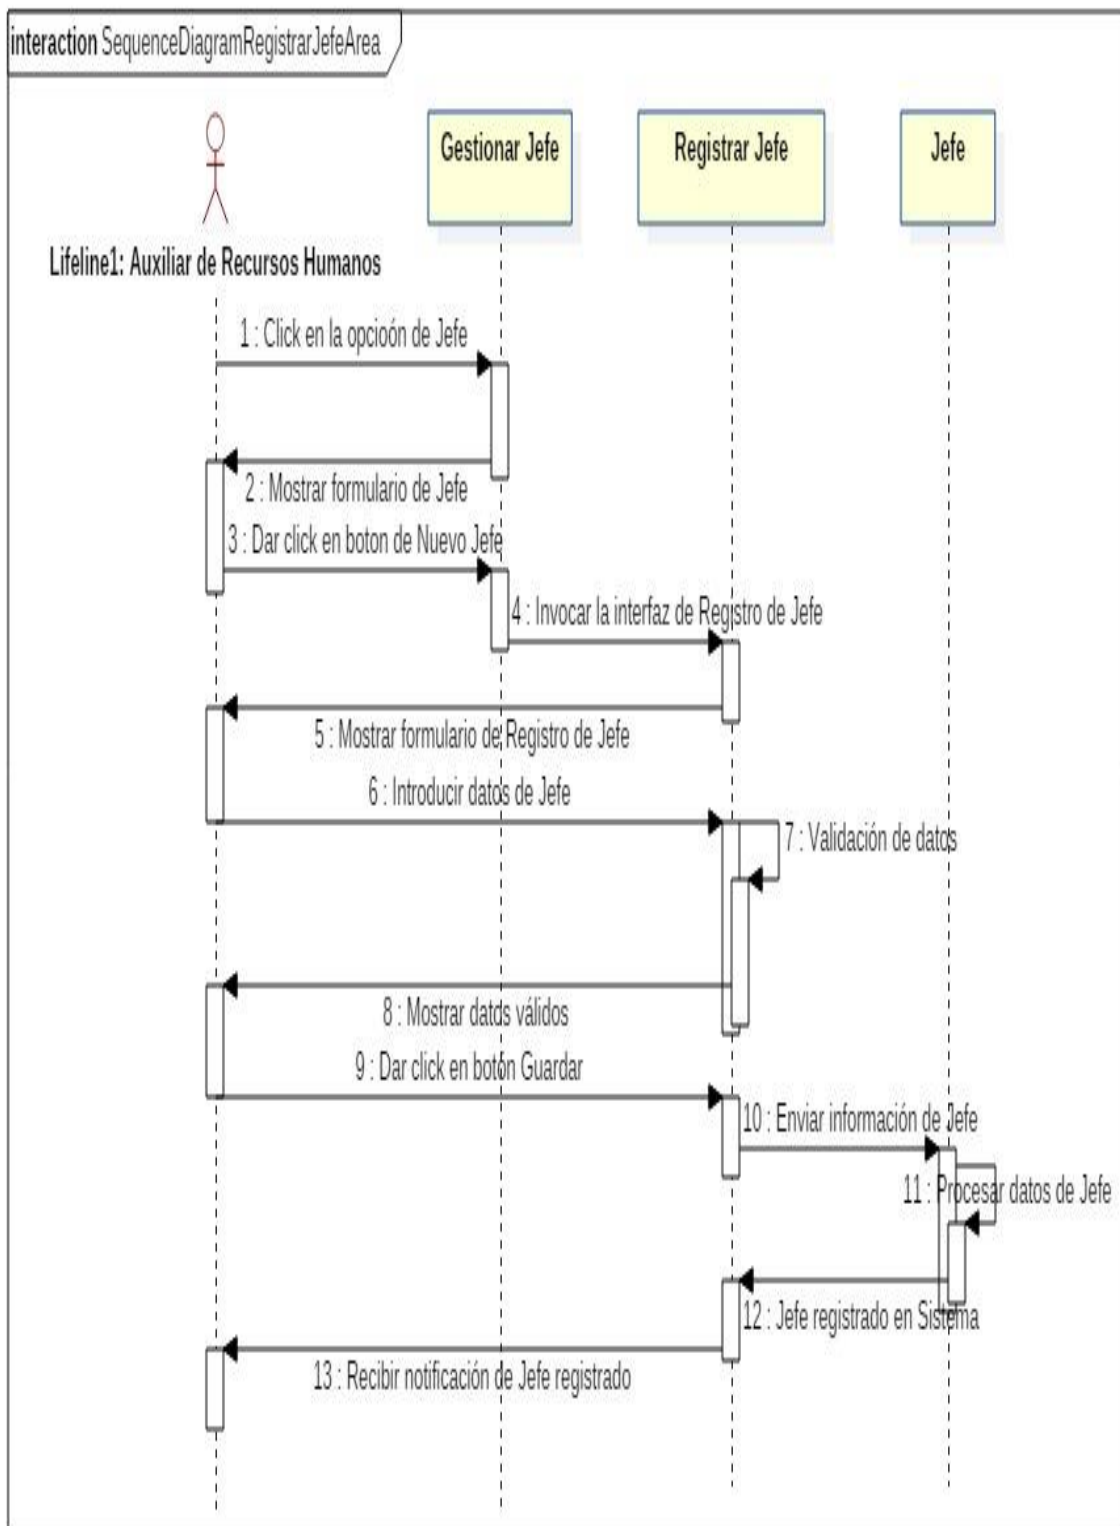 interaction SequenceDiagramRegistrarJefeArea
Gestionar Jefe
Registrar Jefe
Jefe
Lifeline1: Auxiliar de Recursos Humanos
1 : Click en la opcioón de Jefe
2 : Mostrar formulario de Jefe
3 : Dar click en boton de Nuevo Jefe
4 : Invocar la interfaz de Registro de Jefe
5 : Mostrar formulario de Registro de Jefe
6 : Introducir datos de Jefe
7 : Validación de datos
8 : Mostrar datos válidos
9 : Dar click en botón Guardar
10 : Enviar información de Jefe
11 : Procesar datos de Jefe
12 : Jefe registrado en Sistema
13 : Recibir notificación de Jefe registrado